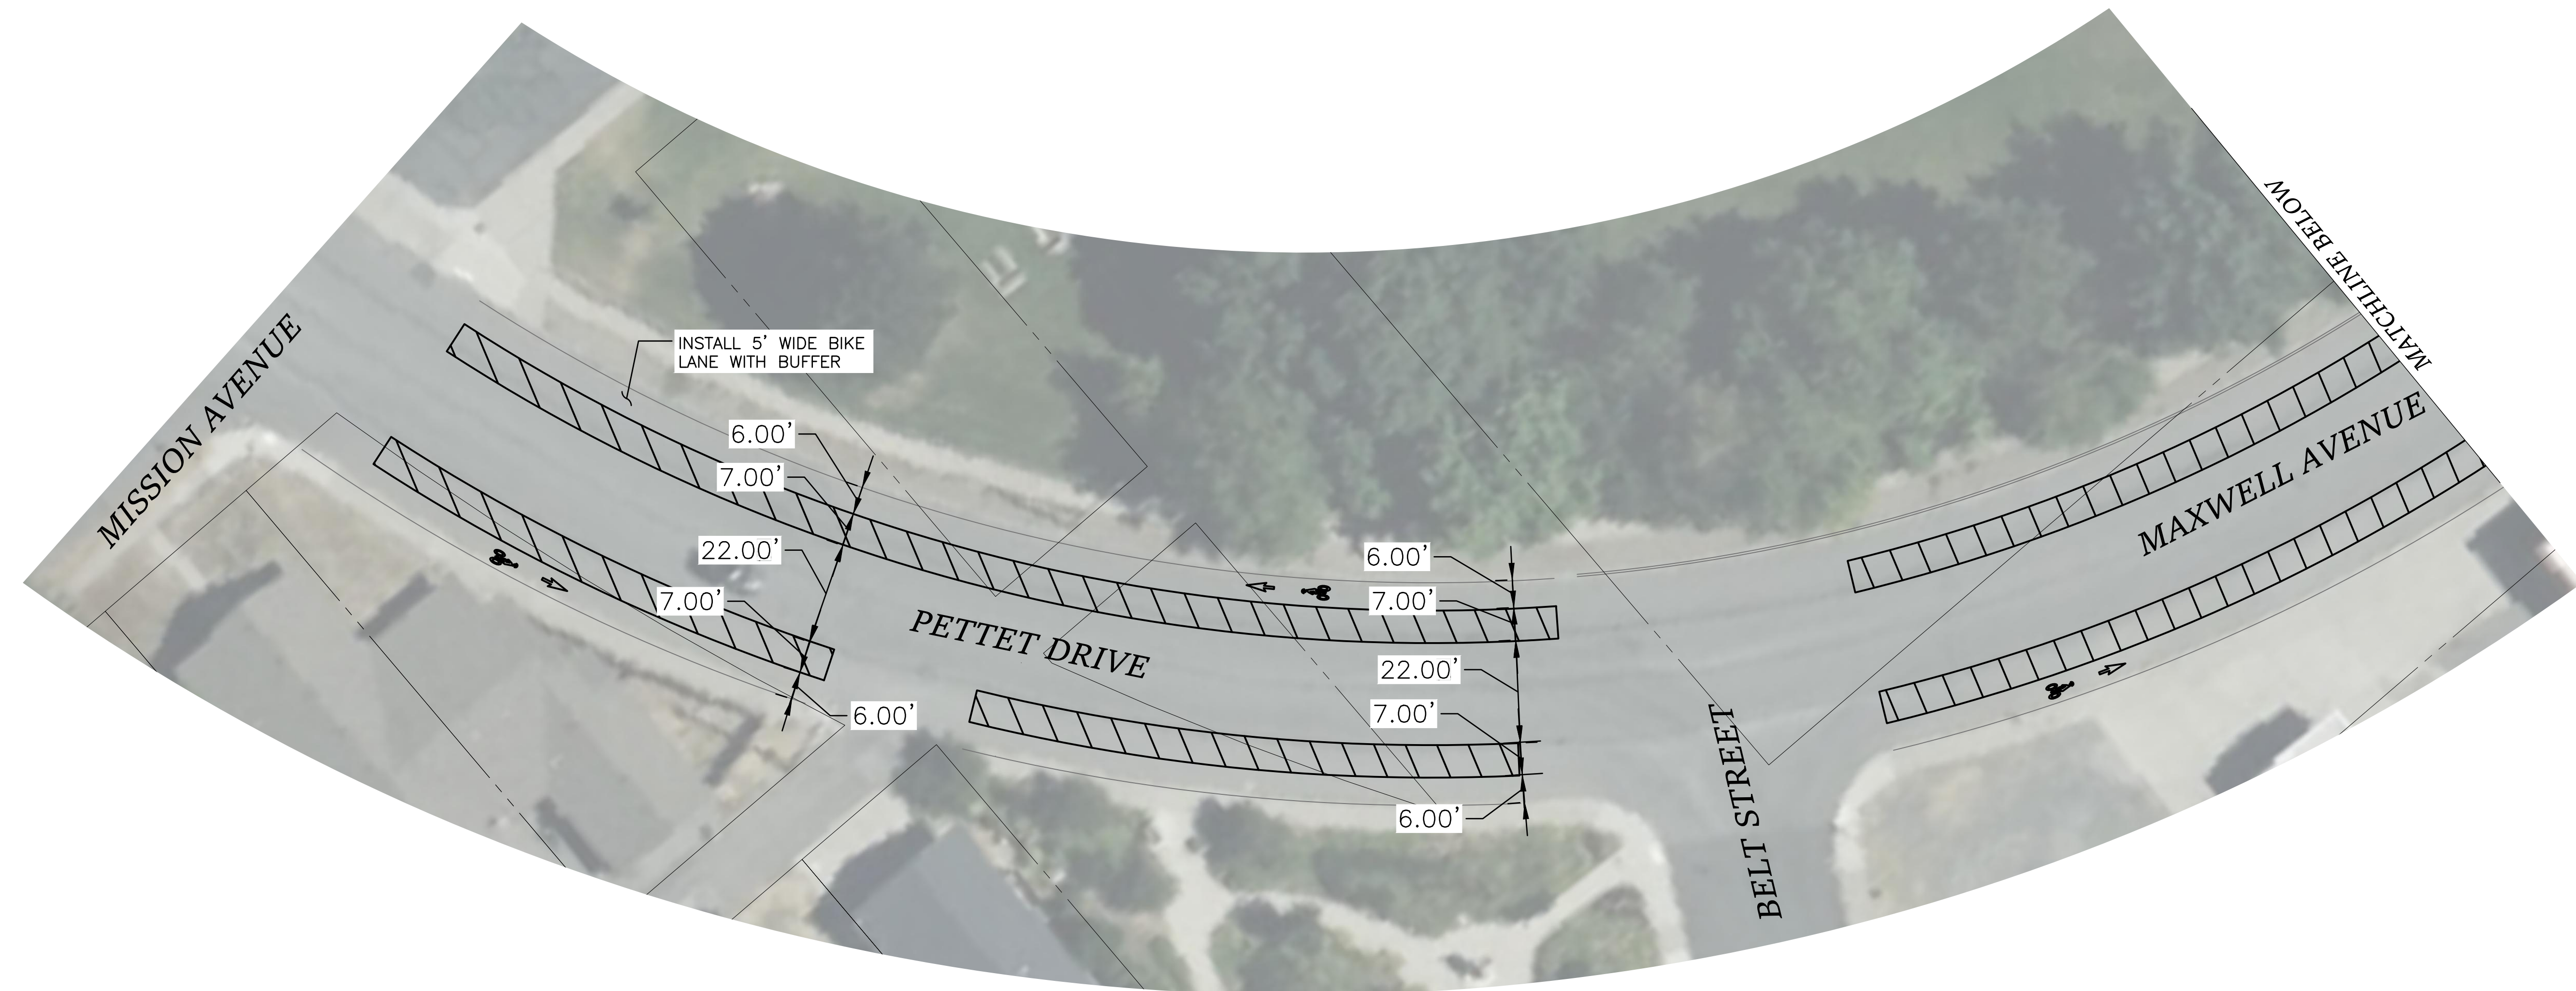 MISSION AVENUE
INSTALL 5' WIDE BIKE
LANE WITH BUFFER
6.00'
7.00'
22.00'
7.00'
6.00'
PETTET DRIVE
6.00'
7.00'
22.00'
7.00'
6.00'
BELT STREET
MAXWELL AVENUE
MATCHLINE BELOW